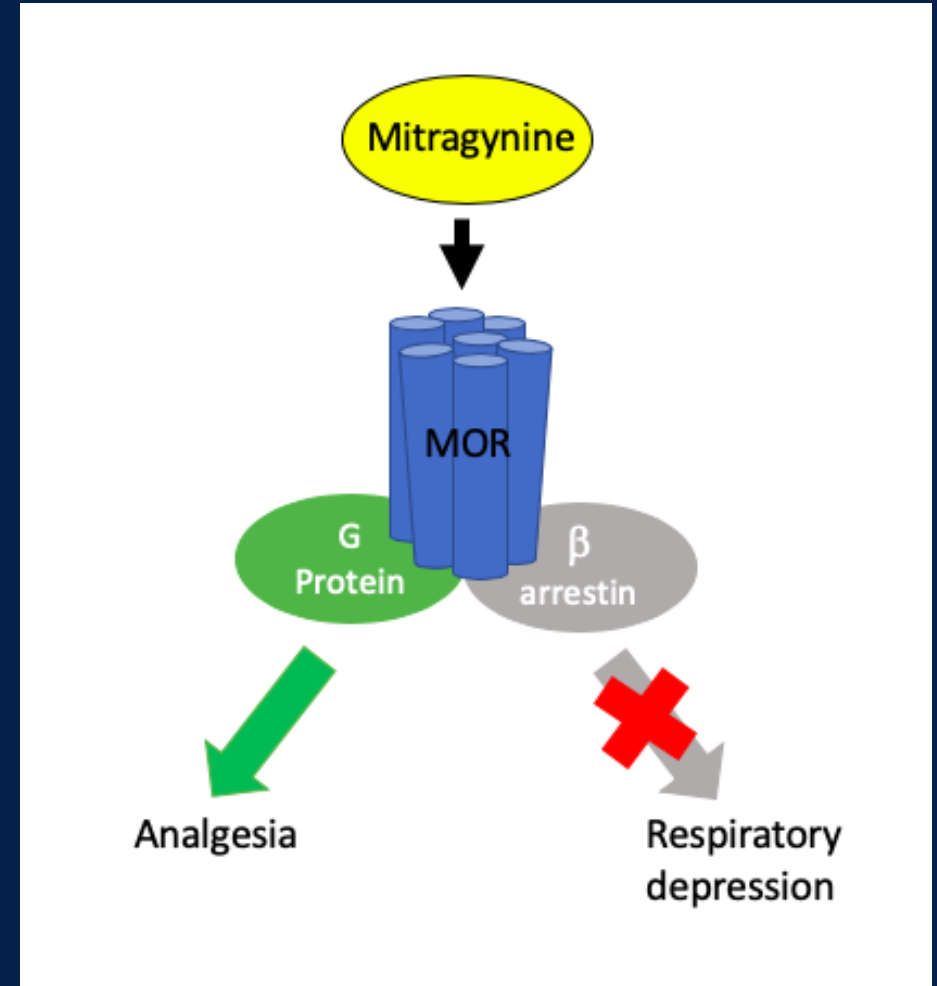 Mitragynine
MOR
G
Protein
β
arrestin
Analgesia
Respiratory
depression